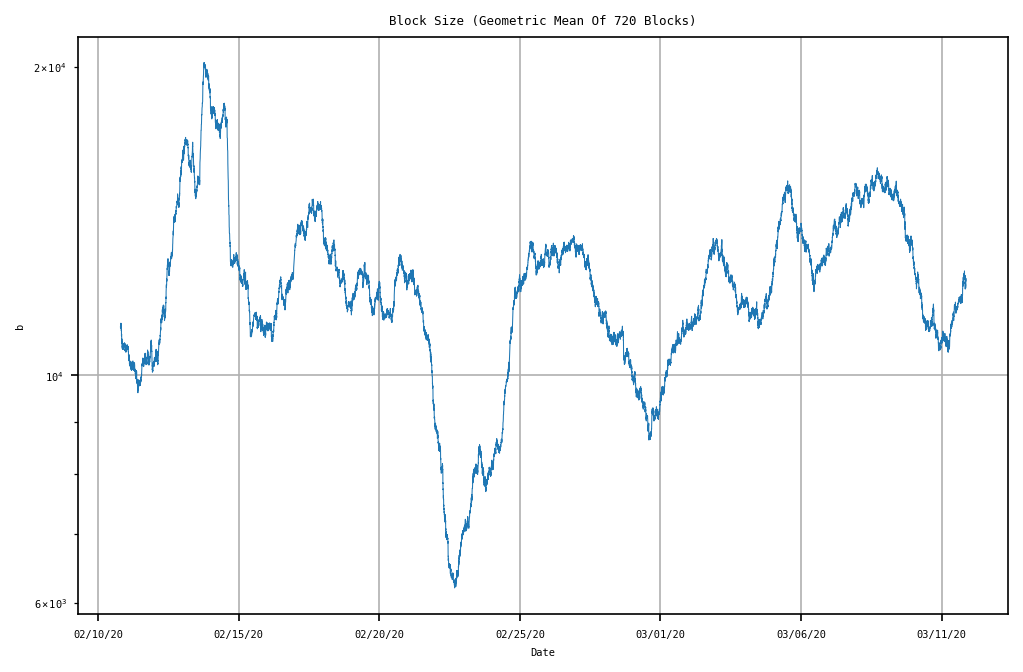 Block Size (Geometric Mean Of 720 Blocks)
2×10⁴
b
10⁴
6×10³
02/10/20 02/15/20 02/20/20 02/25/20 03/01/20 03/06/20 03/11/20
Date